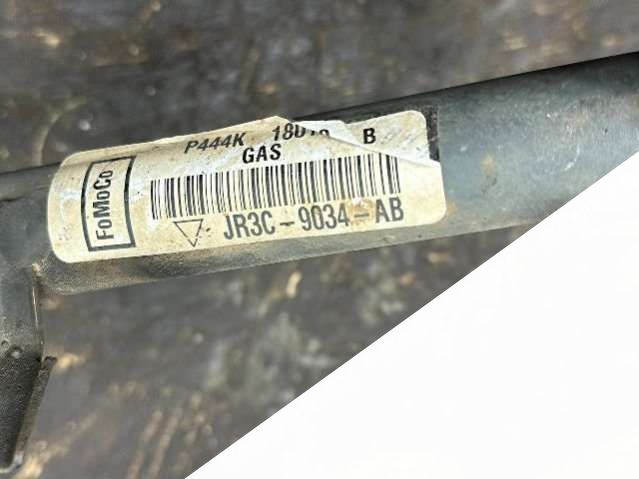 P444K B
GAS
FoMoCo
JR3C-9034-AB